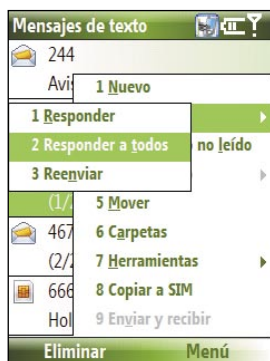 Mensajes de texto
244
Avis
1 Nuevo
1 Responder
2 Responder a todos
no leído
3 Reenviar
(1/2
5 Mover
467
6 Carpetas
(2/2
7 Herramientas
666
8 Copiar a SIM
Hol
9 Enviar y recibir
Eliminar
Menú